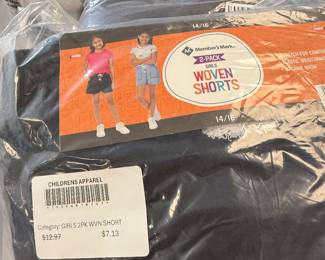 14/16
Member's Mark
2-PACK
GIRLS
WOVEN
SHORTS
14/16
CHILDRENS APPAREL
Category: GIRLS 2PK WVN SHORT
$12.97
$7.13